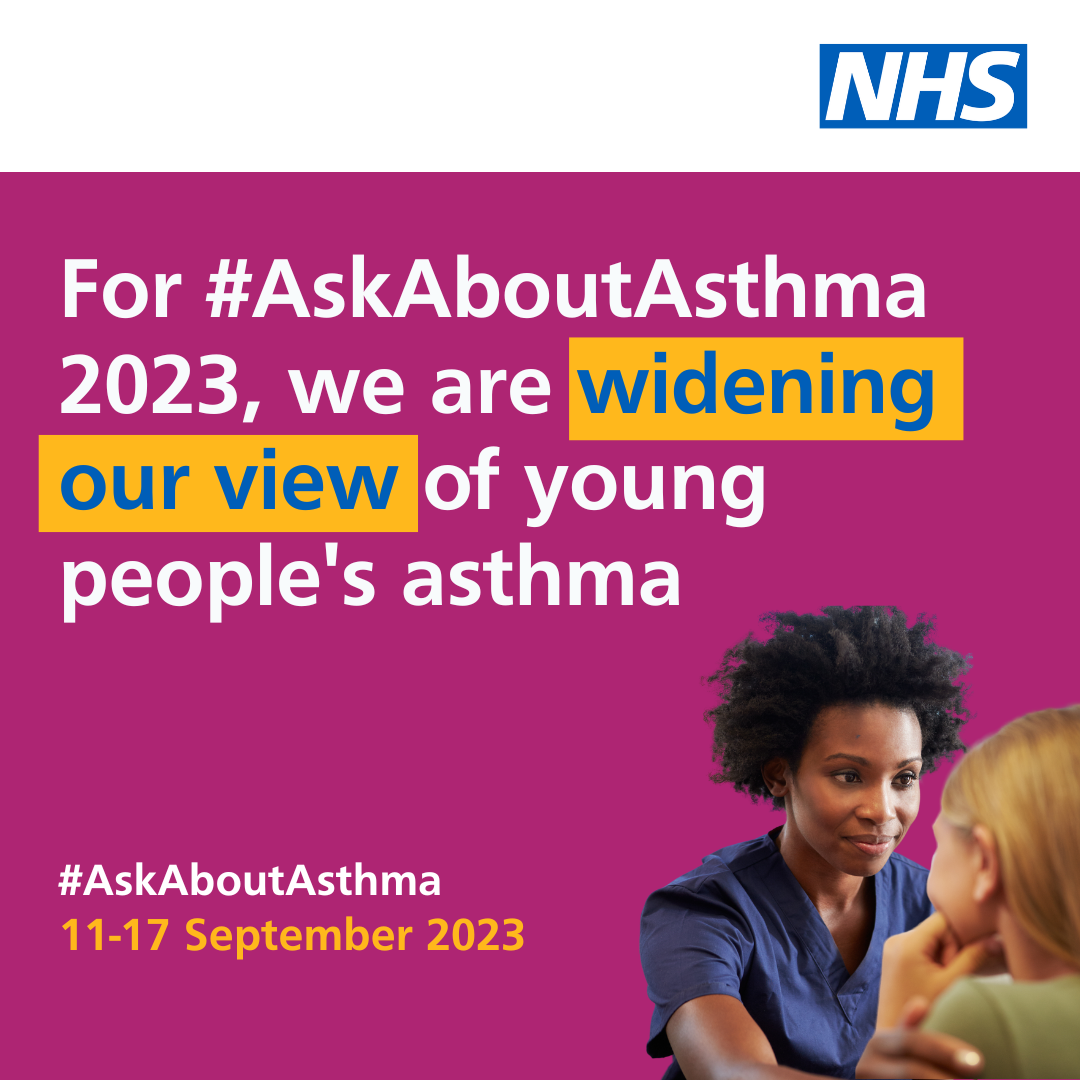 NHS
For #AskAboutAsthma
2023, we are widening
our view of young
people's asthma
#AskAboutAsthma
11-17 September 2023